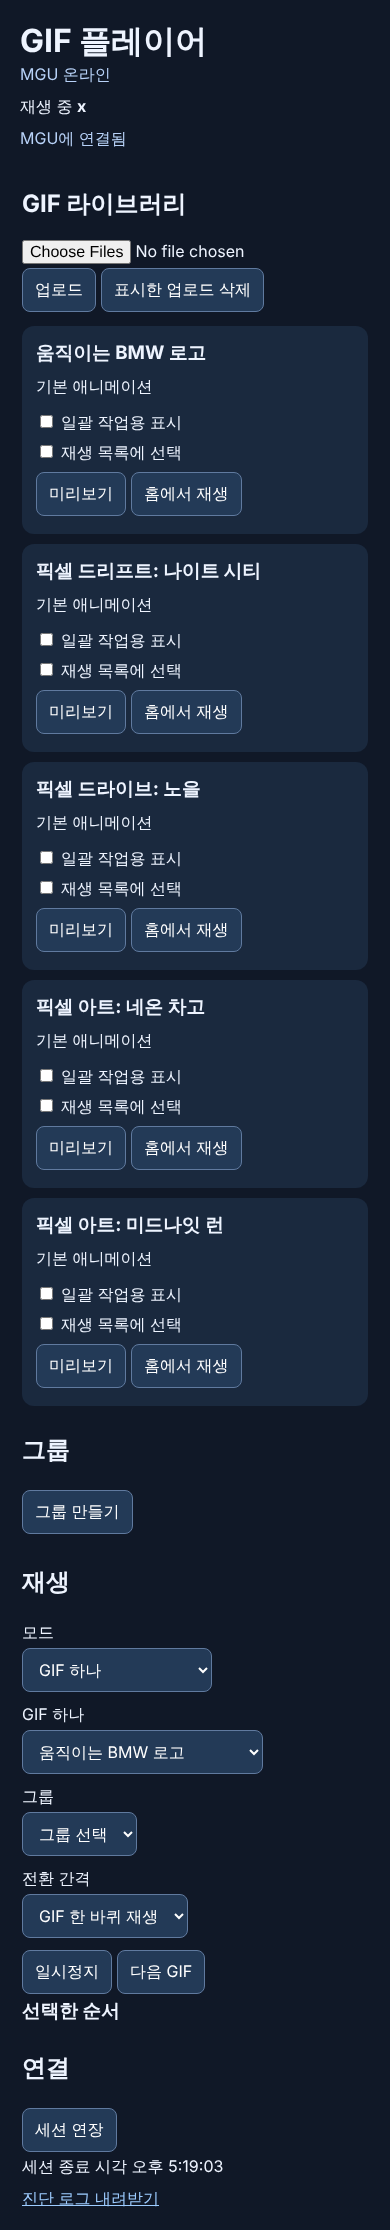 GIF 플레이어
MGU 온라인
재생 중 x
MGU에 연결됨
GIF 라이브러리
Choose Files No file chosen
업로드 표시한 업로드 삭제
움직이는 BMW 로고
기본 애니메이션
일괄 작업용 표시
재생 목록에 선택
미리보기 홈에서 재생
픽셀 드리프트: 나이트 시티
기본 애니메이션
일괄 작업용 표시
재생 목록에 선택
미리보기 홈에서 재생
픽셀 드라이브: 노을
기본 애니메이션
일괄 작업용 표시
재생 목록에 선택
미리보기 홈에서 재생
픽셀 아트: 네온 차고
기본 애니메이션
일괄 작업용 표시
재생 목록에 선택
미리보기 홈에서 재생
픽셀 아트: 미드나잇 런
기본 애니메이션
일괄 작업용 표시
재생 목록에 선택
미리보기 홈에서 재생
그룹
그룹 만들기
재생
모드
GIF 하나
GIF 하나
움직이는 BMW 로고
그룹
그룹 선택
전환 간격
GIF 한 바퀴 재생
일시정지 다음 GIF
선택한 순서
연결
세션 연장
세션 종료 시각 오후 5:19:03
진단 로그 내려받기